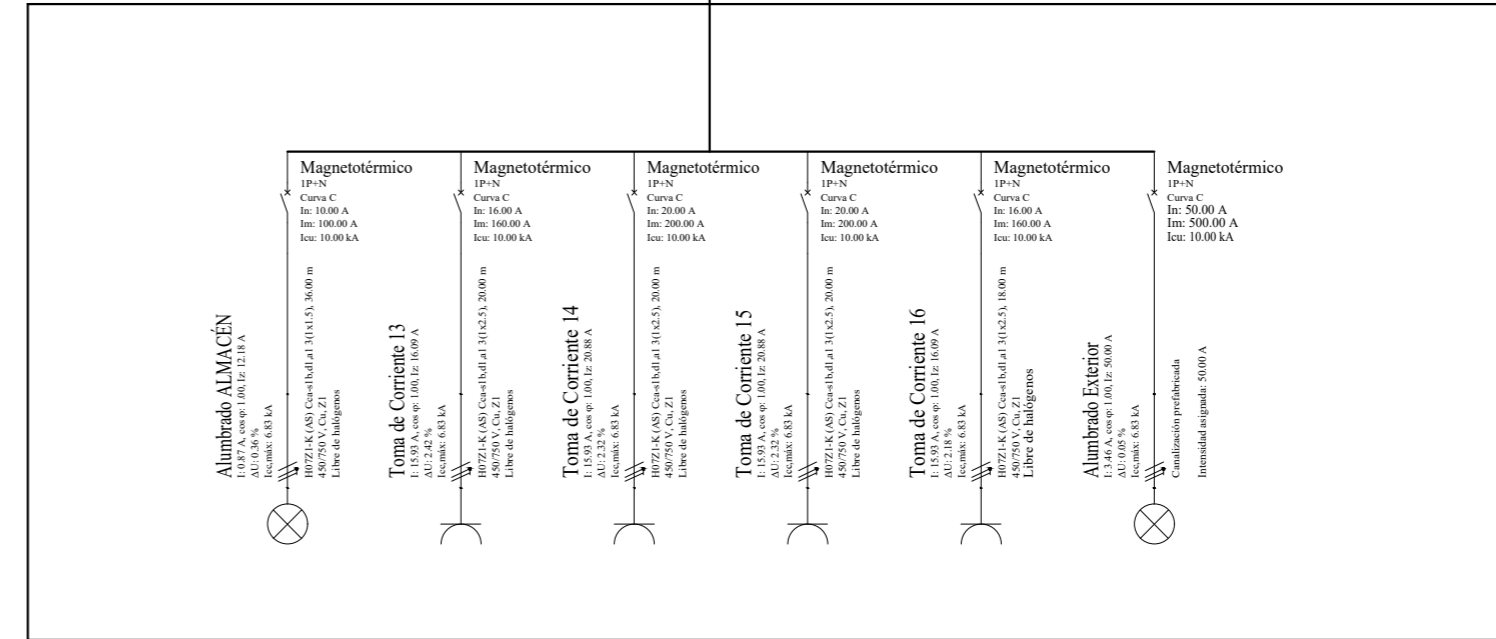 Magnetotérmico
1P+N
Curva C
In: 10.00 A
Im: 100.00 A
Icu: 10.00 kA
Alumbrado ALMACÉN
I: 0.87 A, cos φ: 1.00, Iz: 12.18 A
ΔU: 0.36 %
Icc,máx: 6.83 kA
H07Z1-K (AS) Cca-s1b,d1,a1 3(1x1.5), 36.00 m
450/750 V, Cu, Z1
Libre de halógenos
Magnetotérmico
1P+N
Curva C
In: 16.00 A
Im: 160.00 A
Icu: 10.00 kA
Toma de Corriente 13
I: 15.93 A, cos φ: 1.00, Iz: 16.09 A
ΔU: 2.42 %
Icc,máx: 6.83 kA
H07Z1-K (AS) Cca-s1b,d1,a1 3(1x2.5), 20.00 m
450/750 V, Cu, Z1
Libre de halógenos
Magnetotérmico
1P+N
Curva C
In: 20.00 A
Im: 200.00 A
Icu: 10.00 kA
Toma de Corriente 14
I: 15.93 A, cos φ: 1.00, Iz: 20.88 A
ΔU: 2.32 %
Icc,máx: 6.83 kA
H07Z1-K (AS) Cca-s1b,d1,a1 3(1x2.5), 20.00 m
450/750 V, Cu, Z1
Libre de halógenos
Magnetotérmico
1P+N
Curva C
In: 20.00 A
Im: 200.00 A
Icu: 10.00 kA
Toma de Corriente 15
I: 15.93 A, cos φ: 1.00, Iz: 20.88 A
ΔU: 2.32 %
Icc,máx: 6.83 kA
H07Z1-K (AS) Cca-s1b,d1,a1 3(1x2.5), 20.00 m
450/750 V, Cu, Z1
Libre de halógenos
Magnetotérmico
1P+N
Curva C
In: 16.00 A
Im: 160.00 A
Icu: 10.00 kA
Toma de Corriente 16
I: 15.93 A, cos φ: 1.00, Iz: 16.09 A
ΔU: 2.18 %
Icc,máx: 6.83 kA
H07Z1-K (AS) Cca-s1b,d1,a1 3(1x2.5), 18.00 m
450/750 V, Cu, Z1
Libre de halógenos
Magnetotérmico
1P+N
Curva C
In: 50.00 A
Im: 500.00 A
Icu: 10.00 kA
Alumbrado Exterior
I: 3.46 A, cos φ: 1.00, Iz: 50.00 A
ΔU: 0.05 %
Icc,máx: 6.83 kA
Canalización prefabricada
Intensidad asignada: 50.00 A